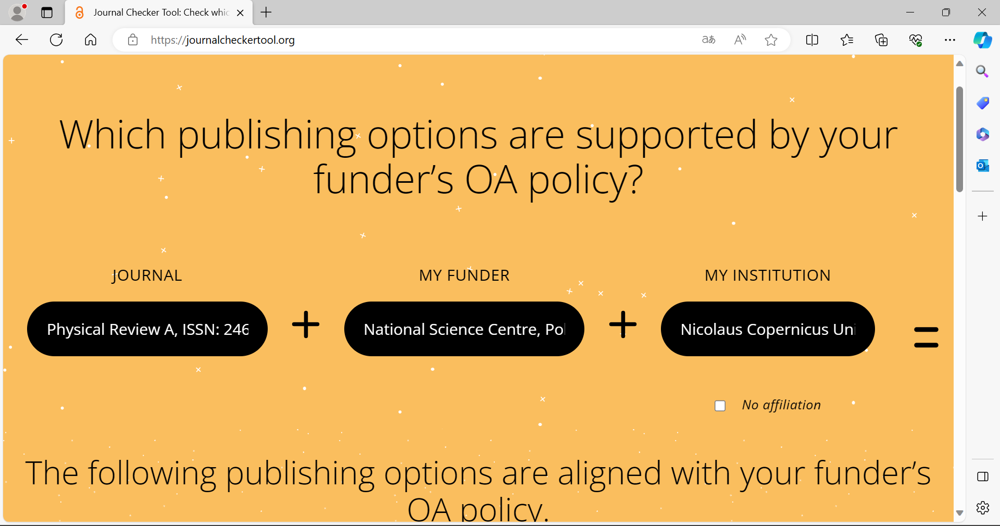 Journal Checker Tool: Check whic
https://journalcheckertool.org
Which publishing options are supported by your
funder’s OA policy?
JOURNAL
MY FUNDER
MY INSTITUTION
Physical Review A, ISSN: 246
+
National Science Centre, Pol
+
Nicolaus Copernicus Uni
=
No affiliation
The following publishing options are aligned with your funder’s
OA policy.